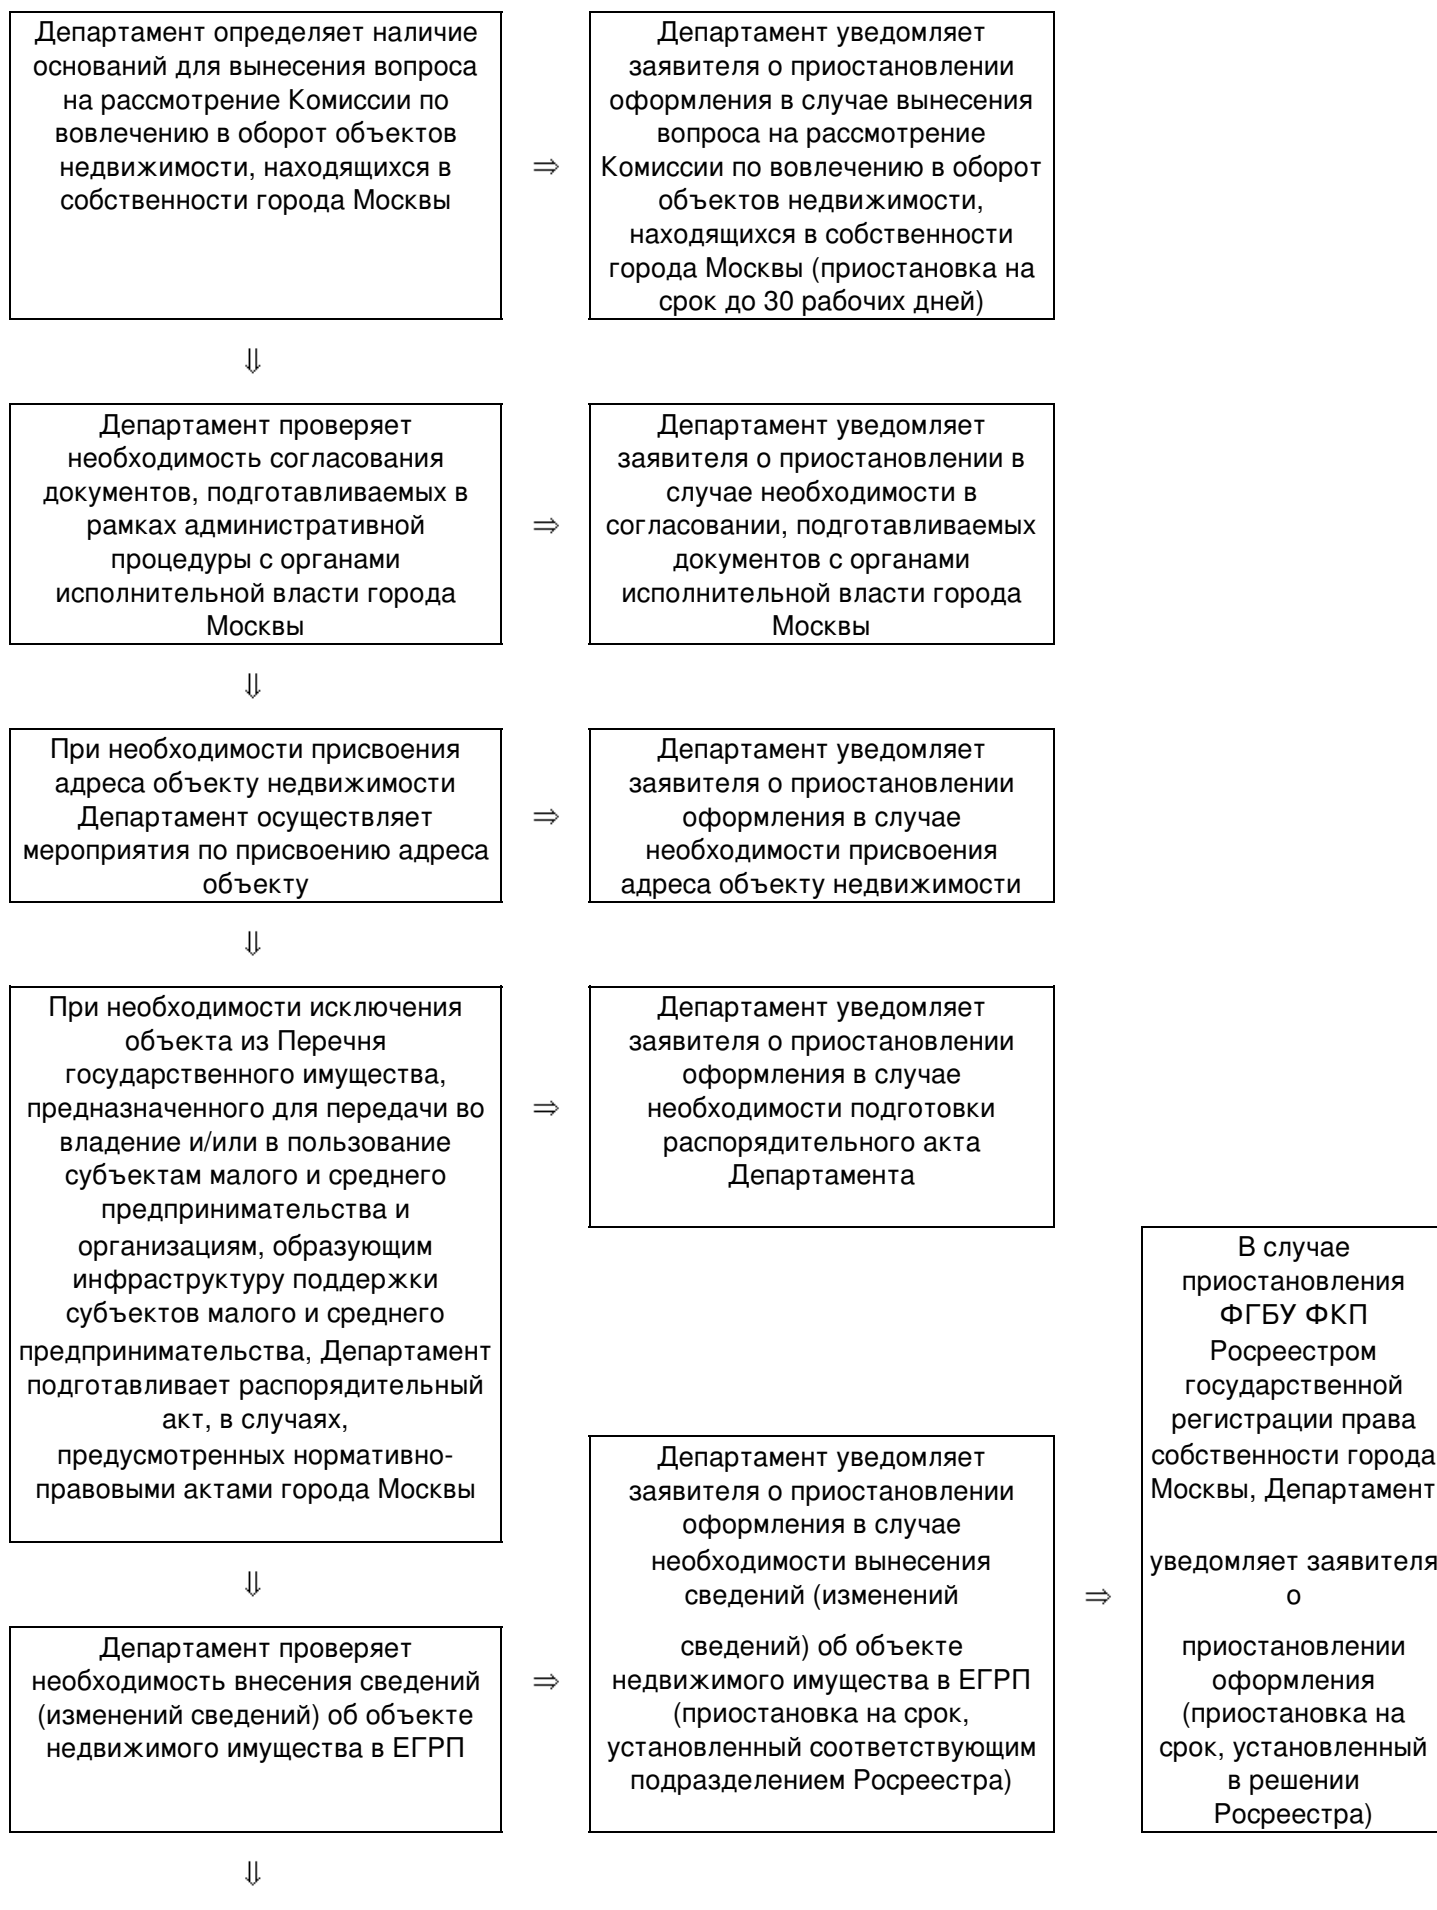 Департамент определяет наличие
оснований для вынесения вопроса
на рассмотрение Комиссии по
вовлечению в оборот объектов
недвижимости, находящихся в
собственности города Москвы
⇒
Департамент уведомляет
заявителя о приостановлении
оформления в случае вынесения
вопроса на рассмотрение
Комиссии по вовлечению в оборот
объектов недвижимости,
находящихся в собственности
города Москвы (приостановка на
срок до 30 рабочих дней)
⇓
Департамент проверяет
необходимость согласования
документов, подготавливаемых в
рамках административной
процедуры с органами
исполнительной власти города
Москвы
⇒
Департамент уведомляет
заявителя о приостановлении в
случае необходимости в
согласовании, подготавливаемых
документов с органами
исполнительной власти города
Москвы
⇓
При необходимости присвоения
адреса объекту недвижимости
Департамент осуществляет
мероприятия по присвоению адреса
объекту
⇒
Департамент уведомляет
заявителя о приостановлении
оформления в случае
необходимости присвоения
адреса объекту недвижимости
⇓
При необходимости исключения
объекта из Перечня
государственного имущества,
предназначенного для передачи во
владение и/или в пользование
субъектам малого и среднего
предпринимательства и
организациям, образующим
инфраструктуру поддержки
субъектов малого и среднего
предпринимательства, Департамент
подготавливает распорядительный
акт, в случаях,
предусмотренных нормативно-
правовыми актами города Москвы
⇒
Департамент уведомляет
заявителя о приостановлении
оформления в случае
необходимости подготовки
распорядительного акта
Департамента
⇓
Департамент проверяет
необходимость внесения сведений
(изменений сведений) об объекте
недвижимого имущества в ЕГРП
⇒
Департамент уведомляет
заявителя о приостановлении
оформления в случае
необходимости вынесения
сведений (изменений
сведений) об объекте
недвижимого имущества в ЕГРП
(приостановка на срок,
установленный соответствующим
подразделением Росреестра)
⇒
В случае
приостановления
ФГБУ ФКП
Росреестром
государственной
регистрации права
собственности города
Москвы, Департамент
уведомляет заявителя
о
приостановлении
оформления
(приостановка на
срок, установленный
в решении
Росреестра)
⇓